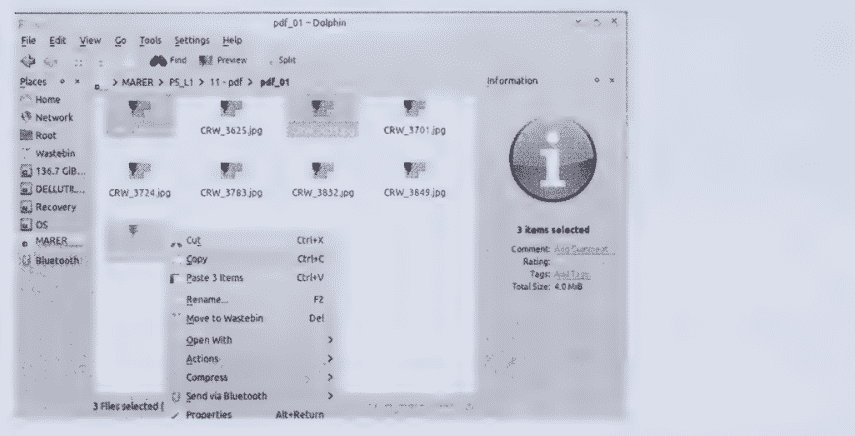 pdf_01 – Dolphin
File Edit View Go Tools Settings Help
Find Preview Split
Places > MARER > PS_L1 > 11 - pdf > pdf_01 Information
Home
Network
Root
Wastebin
136.7 GiB...
DELLUTIL...
Recovery
OS
MARER
Bluetooth
CRW_3625.jpg CRW_3701.jpg
CRW_3724.jpg CRW_3783.jpg CRW_3832.jpg CRW_3849.jpg
Cut Ctrl+X
Copy Ctrl+C
Paste 3 Items Ctrl+V
Rename... F2
Move to Wastebin Del
Open With
Actions
Compress
Send via Bluetooth
Properties Alt+Return
3 Files selected (
3 items selected
Comment: Add Comment...
Rating:
Tags: Add Tags...
Total Size: 4.0 MiB